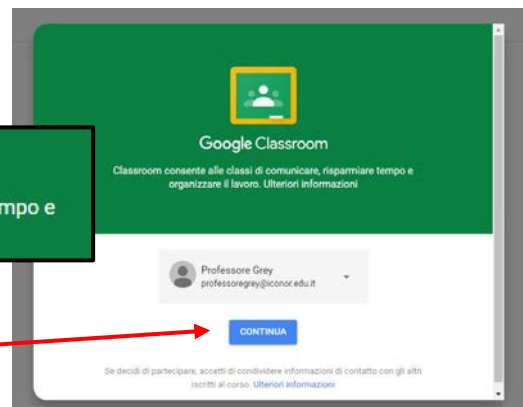 Google Classroom
Classroom consente alle classi di comunicare, risparmiare tempo e
organizzare il lavoro. Ulteriori informazioni
mpo e
Professore Grey
professoregrey@iconor.edu.it
CONTINUA
Se decidi di partecipare, accetti di condividere informazioni di contatto con gli altri
iscritti al corso. Ulteriori informazioni